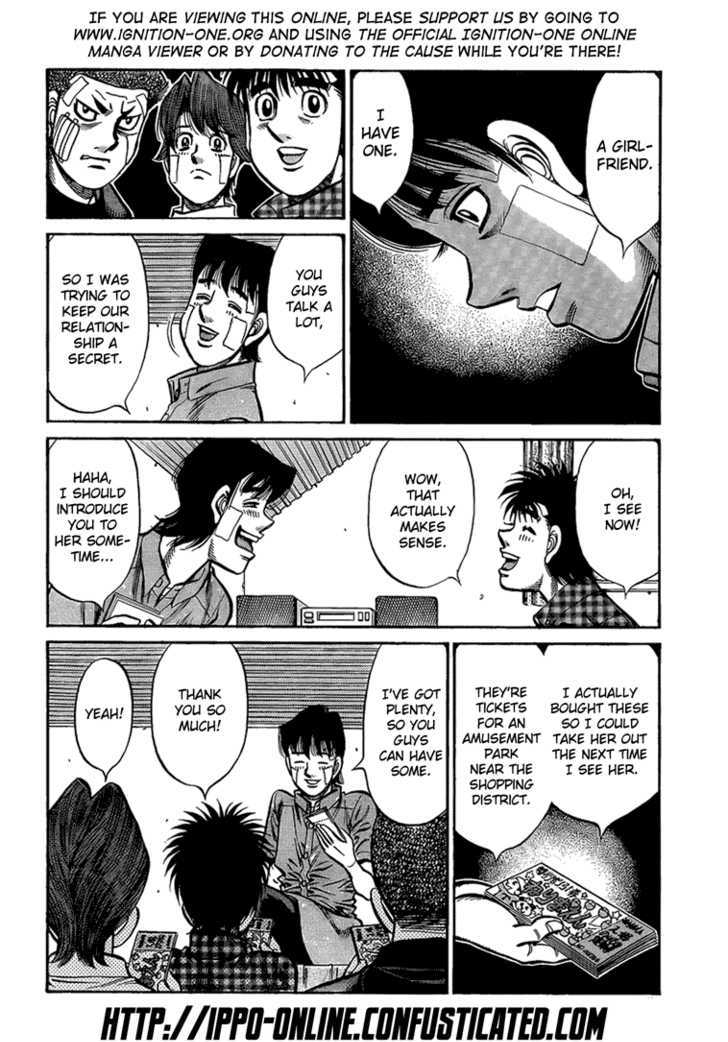 IF YOU ARE VIEWING THIS ONLINE, PLEASE SUPPORT US BY GOING TO
WWW.IGNITION-ONE.ORG AND USING THE OFFICIAL IGNITION-ONE ONLINE
MANGA VIEWER OR BY DONATING TO THE CAUSE WHILE YOU'RE THERE!
A GIRL-
FRIEND.
I
HAVE
ONE.
YOU
GUYS
TALK A
LOT,
SO I WAS
TRYING TO
KEEP OUR
RELATION-
SHIP A
SECRET.
OH,
I SEE
NOW!
WOW,
THAT
ACTUALLY
MAKES
SENSE.
HAHA,
I SHOULD
INTRODUCE
YOU TO
HER SOME-
TIME...
I ACTUALLY
BOUGHT THESE
SO I COULD
TAKE HER OUT
THE NEXT TIME
I SEE HER.
THEY'RE
TICKETS
FOR AN
AMUSEMENT
PARK
NEAR THE
SHOPPING
DISTRICT.
I'VE GOT
PLENTY,
SO YOU
GUYS
CAN HAVE
SOME.
THANK
YOU SO
MUCH!
YEAH!
HTTP://IPPO-ONLINE.CONFUSTICATED.COM